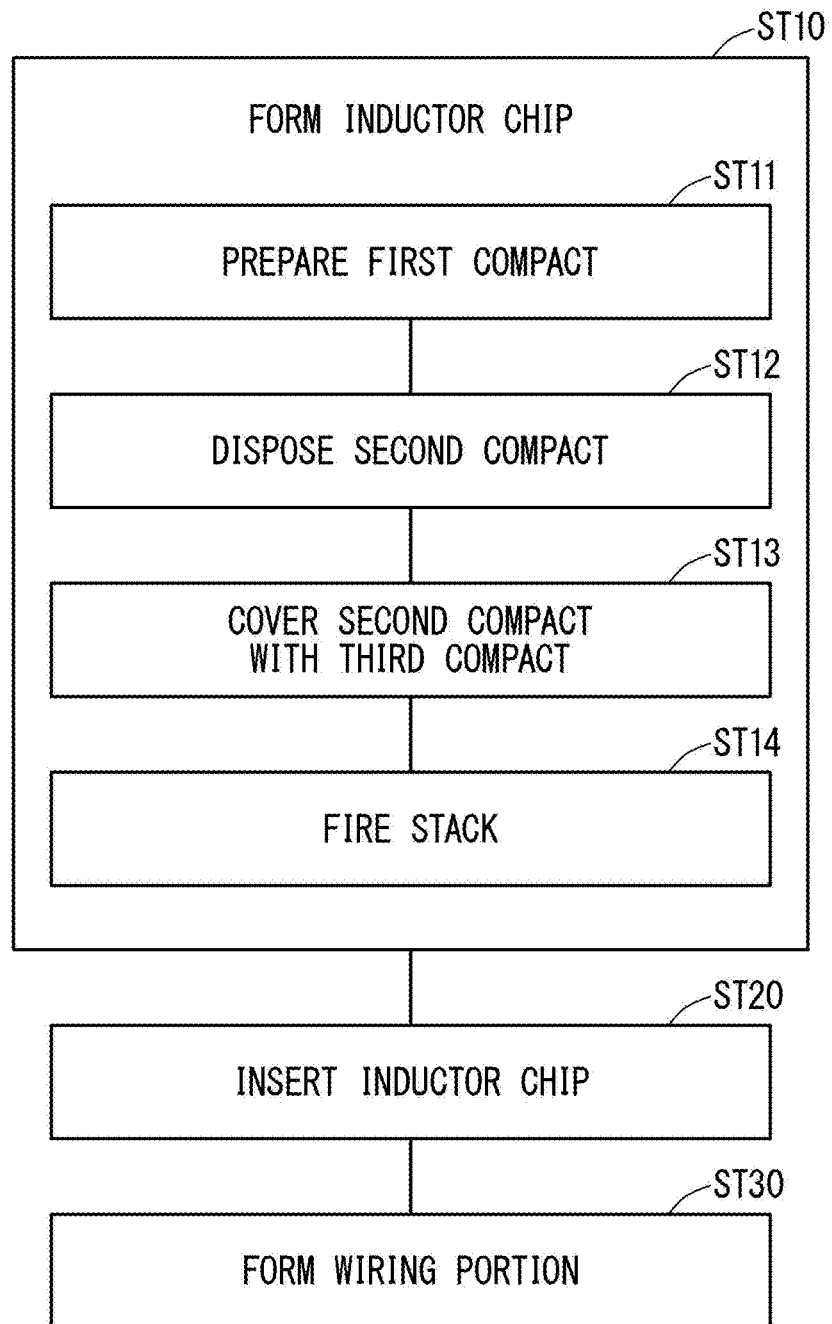 ST10
FORM INDUCTOR CHIP
ST11
PREPARE FIRST COMPACT
ST12
DISPOSE SECOND COMPACT
ST13
COVER SECOND COMPACT
WITH THIRD COMPACT
ST14
FIRE STACK
ST20
INSERT INDUCTOR CHIP
ST30
FORM WIRING PORTION